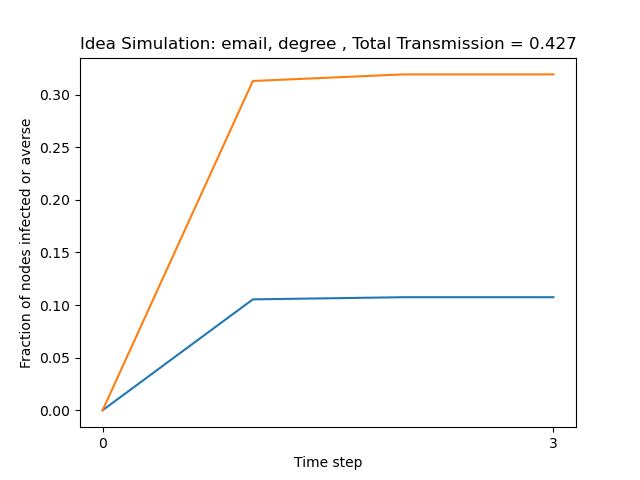 Idea Simulation: email, degree , Total Transmission = 0.427
Fraction of nodes infected or averse
0.30
0.25
0.20
0.15
0.10
0.05
0.00
0 3
Time step